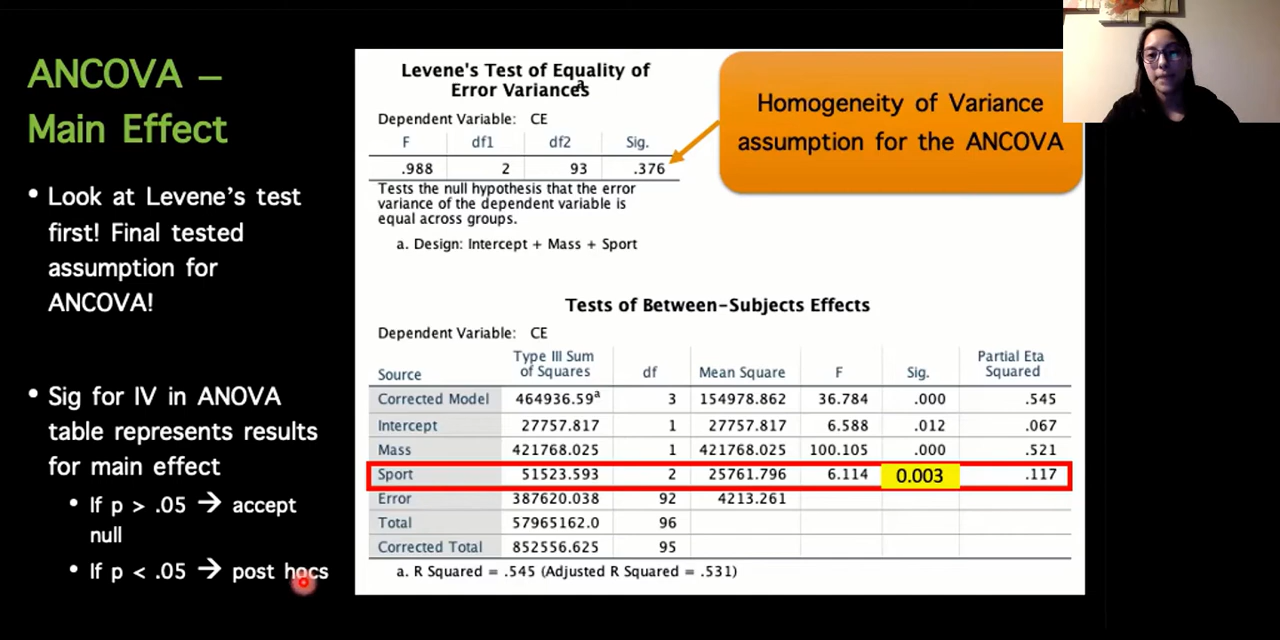 ANCOVA –
Main Effect
• Look at Levene's test
first! Final tested
assumption for
ANCOVA!
• Sig for IV in ANOVA
table represents results
for main effect
• If p > .05 → accept
null
• If p < .05 → post hocs
Levene's Test of Equality of
Error Variances a
Dependent Variable: CE
F df1 df2 Sig.
.988 2 93 .376
Tests the null hypothesis that the error
variance of the dependent variable is
equal across groups.
a. Design: Intercept + Mass + Sport
Homogeneity of Variance
assumption for the ANCOVA
Tests of Between-Subjects Effects
Dependent Variable: CE
Source Type III Sum of Squares df Mean Square F Sig. Partial Eta Squared
Corrected Model 464936.59a 3 154978.862 36.784 .000 .545
Intercept 27757.817 1 27757.817 6.588 .012 .067
Mass 421768.025 1 421768.025 100.105 .000 .521
Sport 51523.593 2 25761.796 6.114 0.003 .117
Error 387620.038 92 4213.261
Total 57965162.0 96
Corrected Total 852556.625 95
a. R Squared = .545 (Adjusted R Squared = .531)